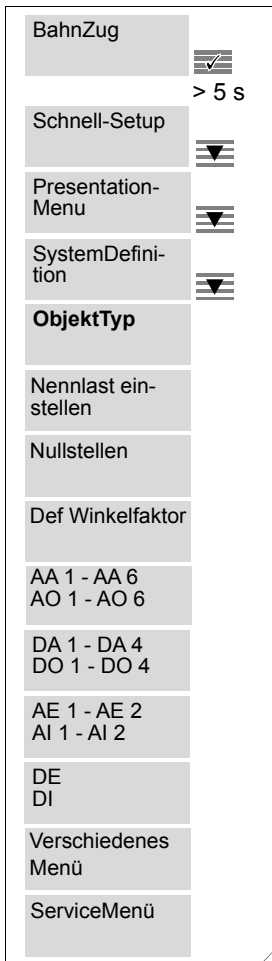 BahnZug
> 5 s
Schnell-Setup
Presentation-
Menu
SystemDefini-
tion
ObjektTyp
Nennlast ein-
stellen
Nullstellen
Def Winkelfaktor
AA 1 - AA 6
AO 1 - AO 6
DA 1 - DA 4
DO 1 - DO 4
AE 1 - AE 2
AI 1 - AI 2
DE
DI
Verschiedenes
Menü
ServiceMenü